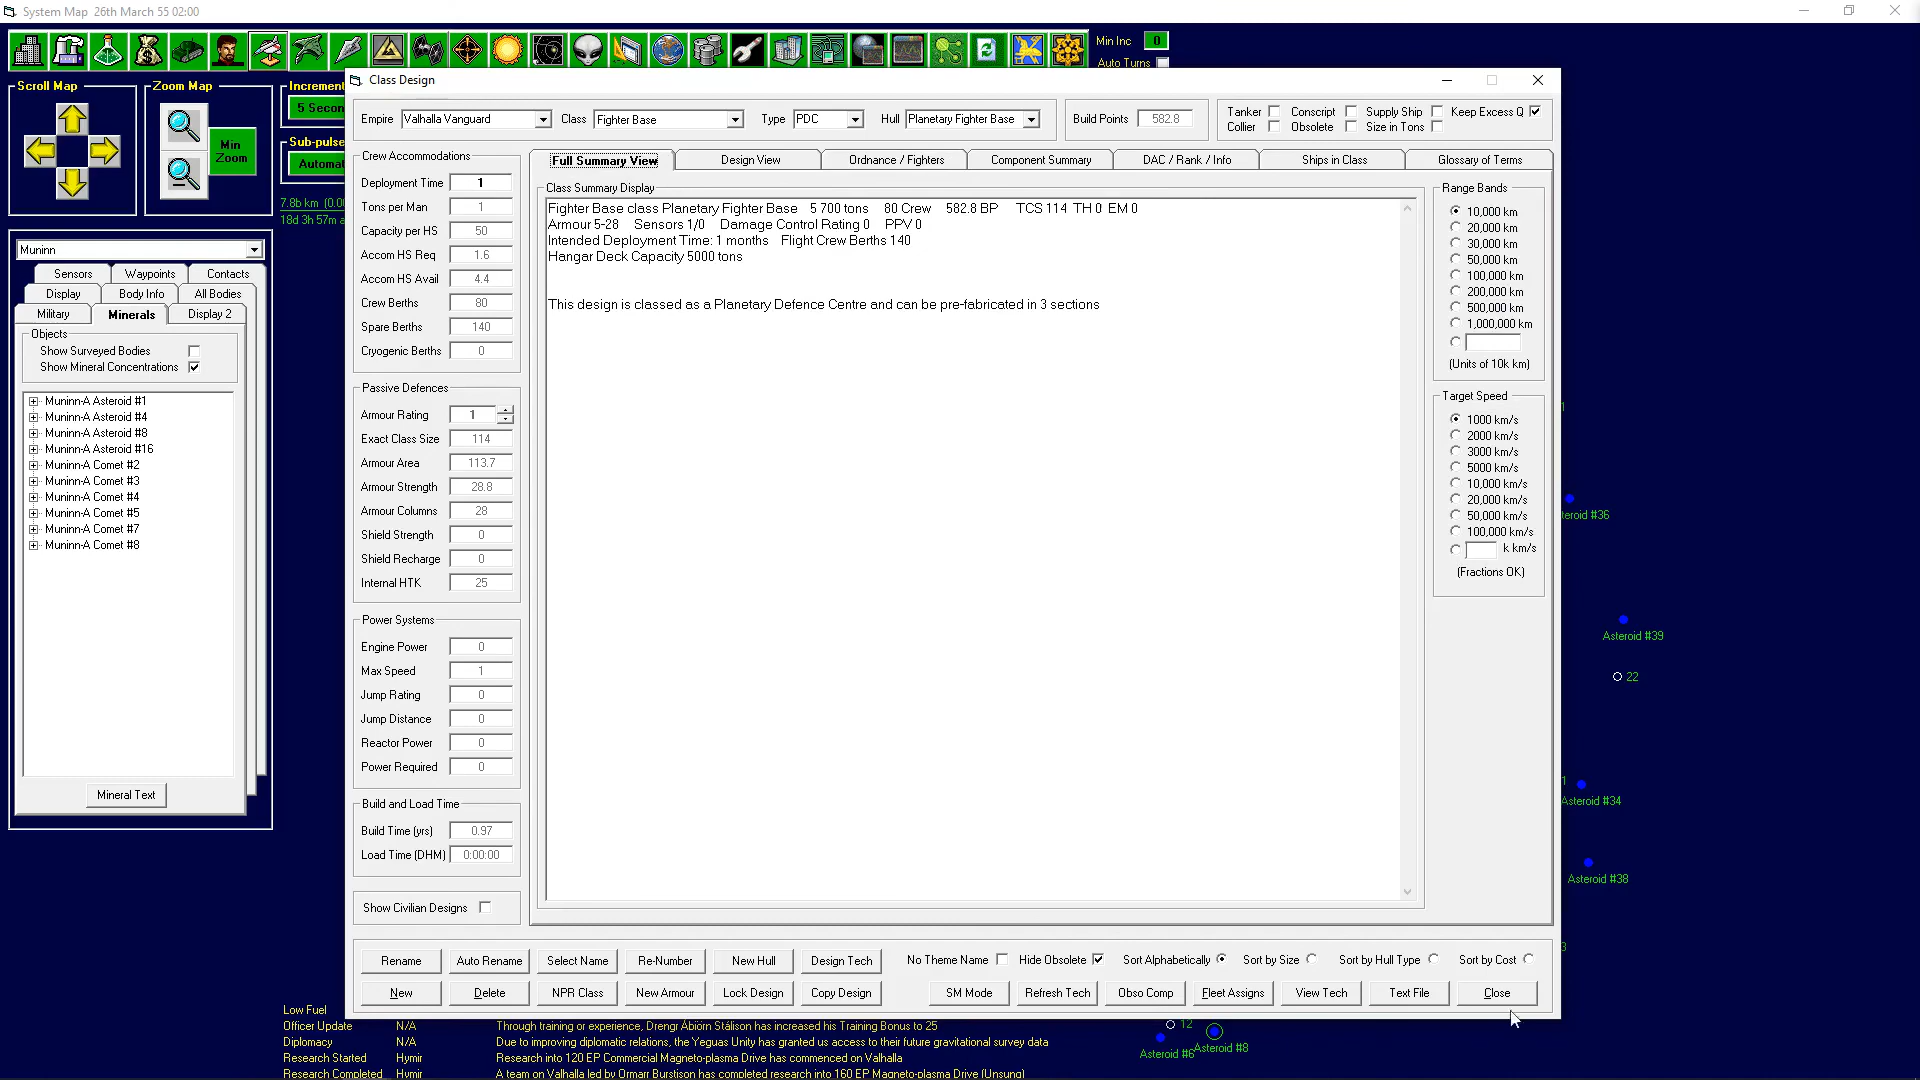 System Map 26th March 55 02:00
Min Inc 0
Auto Turns
Scroll Map
Zoom Map
Min Zoom
Increment
5 Secon
Sub-pulse
Automat
7.8b km (0.00
18d 3h 57m a
Muninn
Sensors Waypoints Contacts
Display Body Info All Bodies
Military Minerals Display 2
Objects
Show Surveyed Bodies
Show Mineral Concentrations
Muninn-A Asteroid #1
Muninn-A Asteroid #4
Muninn-A Asteroid #8
Muninn-A Asteroid #16
Muninn-A Comet #2
Muninn-A Comet #3
Muninn-A Comet #4
Muninn-A Comet #5
Muninn-A Comet #7
Muninn-A Comet #8
Mineral Text
Class Design
Empire Valhalla Vanguard Class Fighter Base Type PDC Hull Planetary Fighter Base Build Points 582.8
Tanker Conscript Supply Ship Keep Excess Q
Collier Obsolete Size in Tons
Crew Accommodations
Deployment Time 1
Tons per Man 1
Capacity per HS 50
Accom HS Req 1.6
Accom HS Avail 4.4
Crew Berths 80
Spare Berths 140
Cryogenic Berths 0
Passive Defences
Armour Rating 1
Exact Class Size 114
Armour Area 113.7
Armour Strength 28.8
Armour Columns 28
Shield Strength 0
Shield Recharge 0
Internal HTK 25
Power Systems
Engine Power 0
Max Speed 1
Jump Rating 0
Jump Distance 0
Reactor Power 0
Power Required 0
Build and Load Time
Build Time (yrs) 0.97
Load Time (DHM) 0:00:00
Show Civilian Designs
Full Summary View Design View Ordnance / Fighters Component Summary DAC / Rank / Info Ships in Class Glossary of Terms
Class Summary Display
Fighter Base class Planetary Fighter Base 5 700 tons 80 Crew 582.8 BP TCS 114 TH 0 EM 0
Armour 5-28 Sensors 1/0 Damage Control Rating 0 PPV 0
Intended Deployment Time: 1 months Flight Crew Berths 140
Hangar Deck Capacity 5000 tons
This design is classed as a Planetary Defence Centre and can be pre-fabricated in 3 sections
Range Bands
10,000 km
20,000 km
30,000 km
50,000 km
100,000 km
200,000 km
500,000 km
1,000,000 km
(Units of 10k km)
Target Speed
1000 km/s
2000 km/s
3000 km/s
5000 km/s
10,000 km/s
20,000 km/s
50,000 km/s
100,000 km/s
k km/s
(Fractions OK)
Rename Auto Rename Select Name Re-Number New Hull Design Tech No Theme Name Hide Obsolete Sort Alphabetically Sort by Size Sort by Hull Type Sort by Cost
New Delete NPR Class New Armour Lock Design Copy Design SM Mode Refresh Tech Obso Comp Fleet Assigns View Tech Text File Close
1
teroid #36
Asteroid #39
22
1
Asteroid #34
Asteroid #38
3
12
Asteroid #6
Asteroid #8
Low Fuel
Officer Update N/A Through training or experience, Drengr Ábiörn Stálison has increased his Training Bonus to 25
Diplomacy N/A Due to improving diplomatic relations, the Yeguas Unity has granted us access to their future gravitational survey data
Research Started Hymir Research into 120 EP Commercial Magneto-plasma Drive has commenced on Valhalla
Research Completed Hymir A team on Valhalla led by Ormarr Burstison has completed research into 160 EP Magneto-plasma Drive (Unsung)